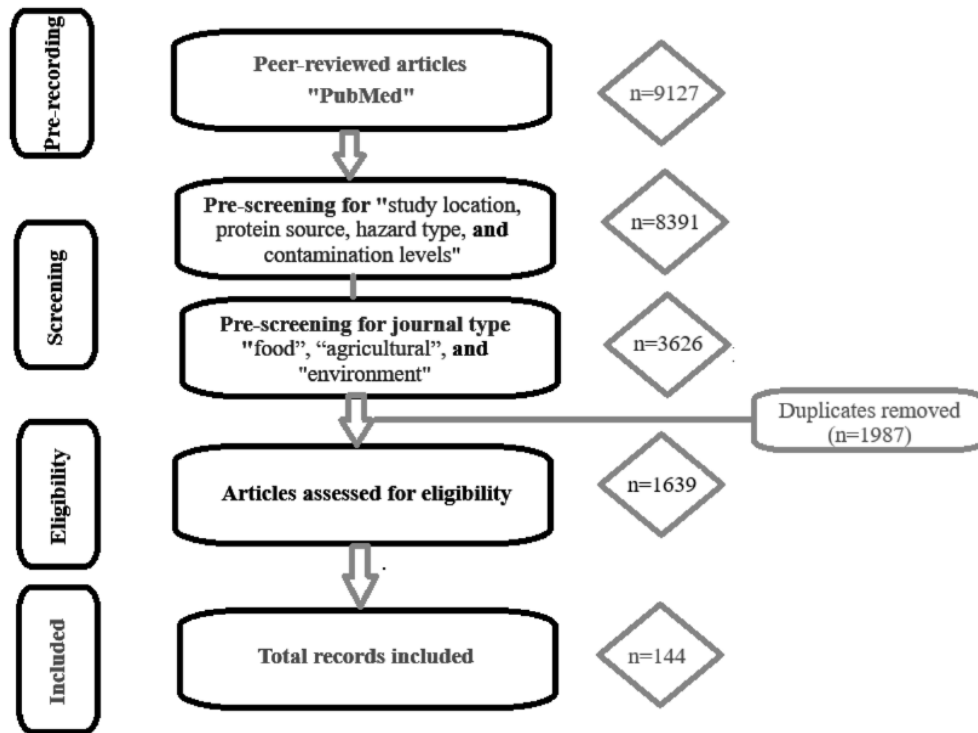 Pre-recording
Peer-reviewed articles
"PubMed"
n=9127
Screening
Pre-screening for "study location,
protein source, hazard type, and
contamination levels"
n=8391
Pre-screening for journal type
"food”, “agricultural”, and
"environment"
n=3626
Duplicates removed
(n=1987)
Eligibility
Articles assessed for eligibility
n=1639
Included
Total records included
n=144